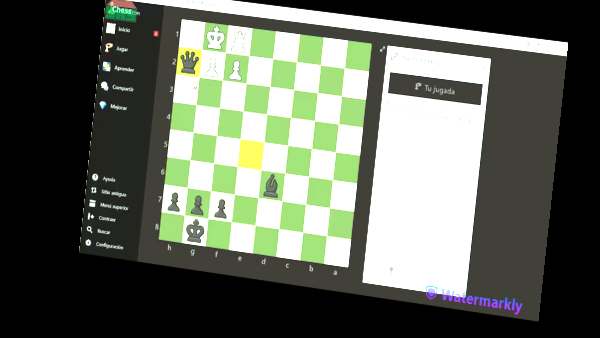 Chess.com
Inicio
Jugar
Aprender
Compartir
Mejorar
Ayuda
Sitio antiguo
Menú superior
Contraer
Buscar
Configuración
1
2
3
4
5
6
7
8
h g f e d c b a
Tu jugada
Watermarkly